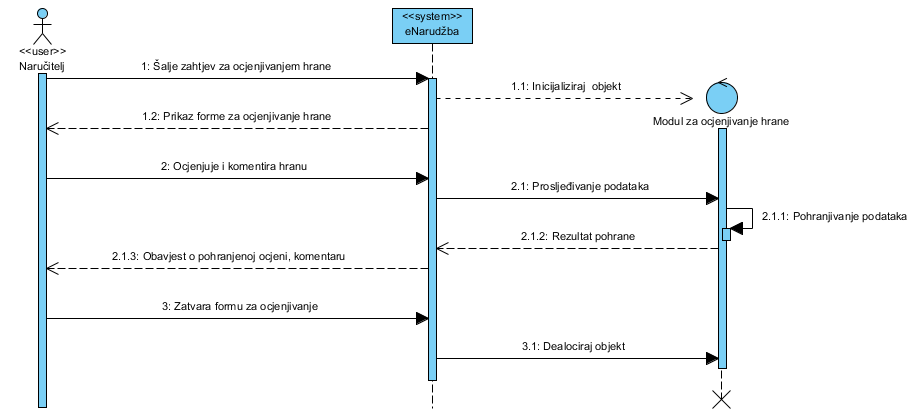 <<system>>
eNarudžba
<<user>>
Naručitelj
1: Šalje zahtjev za ocjenjivanjem hrane
1.1: Inicijaliziraj  objekt
Modul za ocjenjivanje hrane
1.2: Prikaz forme za ocjenjivanje hrane
2: Ocjenjuje i komentira hranu
2.1: Prosljeđivanje podataka
2.1.1: Pohranjivanje podataka
2.1.2: Rezultat pohrane
2.1.3: Obavjest o pohranjenoj ocjeni, komentaru
3: Zatvara formu za ocjenjivanje
3.1: Dealociraj objekt